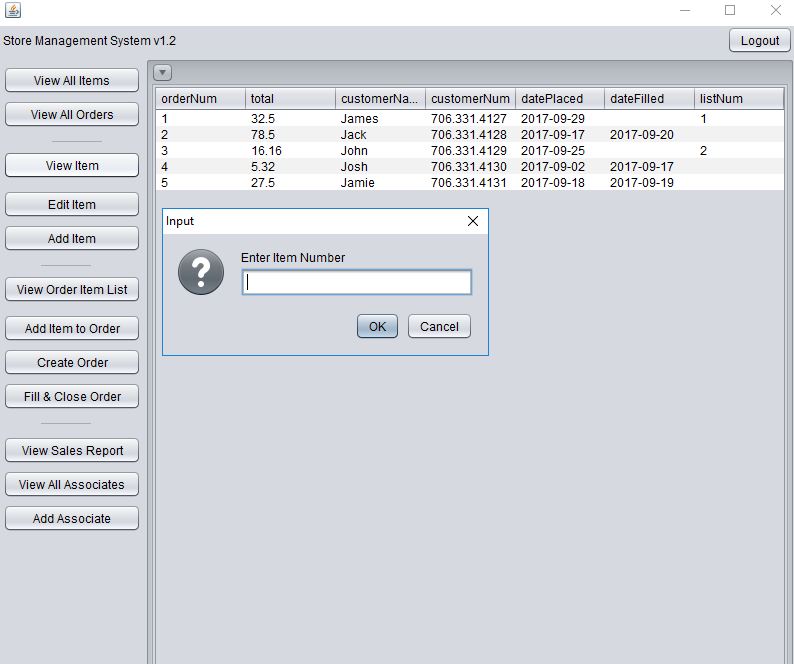 Store Management System v1.2
Logout
View All Items
View All Orders
View Item
Edit Item
Add Item
View Order Item List
Add Item to Order
Create Order
Fill & Close Order
View Sales Report
View All Associates
Add Associate
orderNum total customerNa... customerNum datePlaced dateFilled listNum
1 32.5 James 706.331.4127 2017-09-29 1
2 78.5 Jack 706.331.4128 2017-09-17 2017-09-20
3 16.16 John 706.331.4129 2017-09-25 2
4 5.32 Josh 706.331.4130 2017-09-02 2017-09-17
5 27.5 Jamie 706.331.4131 2017-09-18 2017-09-19
Input
Enter Item Number
?
OK Cancel